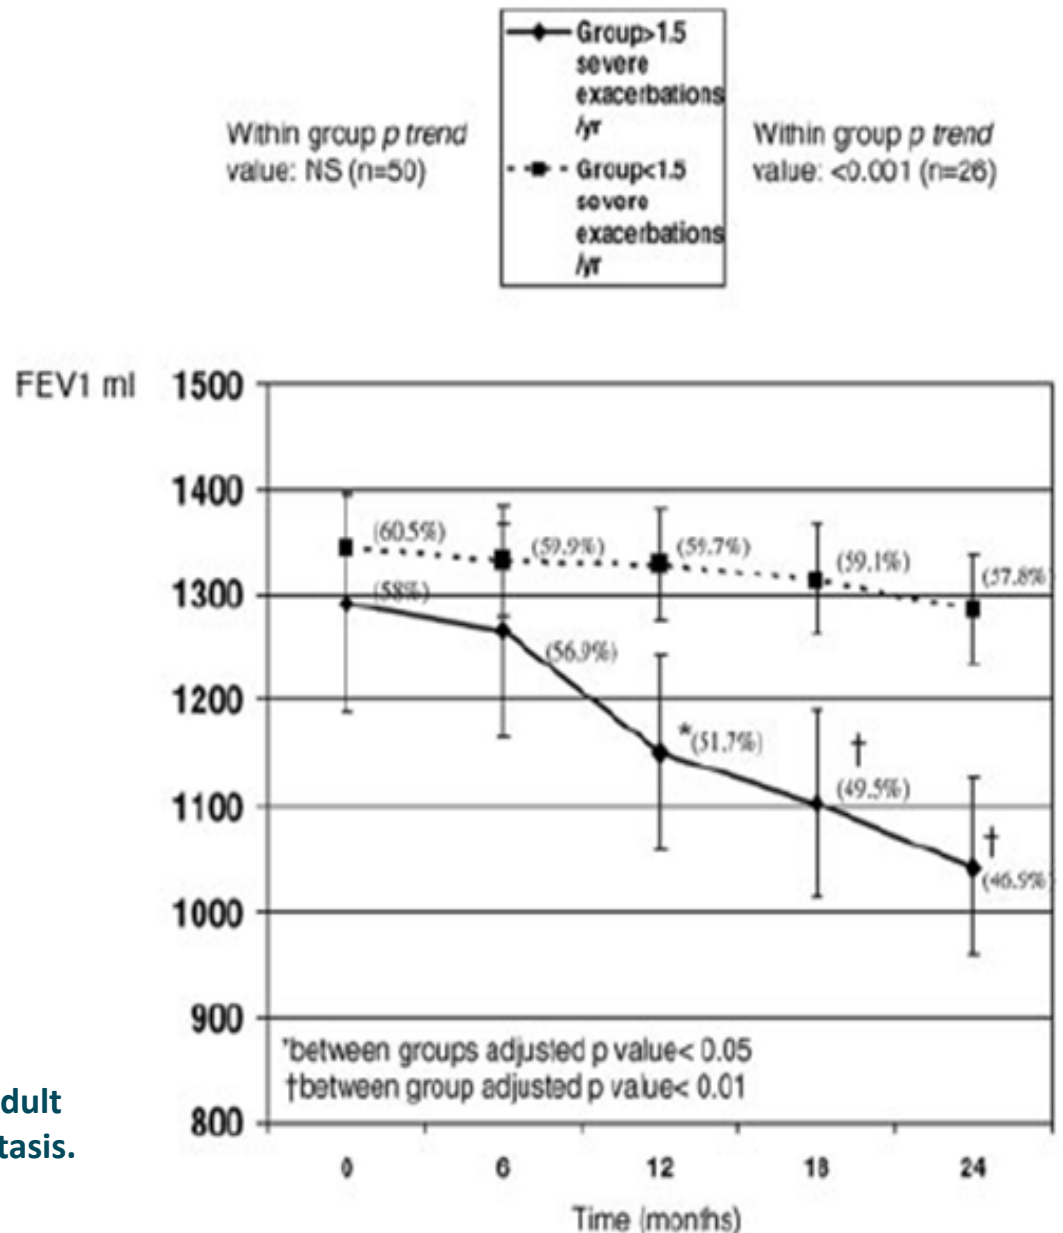 Group>1.5
severe
exacerbations
/yr
Within group p trend
value: NS (n=50)
Group<1.5
severe
exacerbations
/yr
Within group p trend
value: <0.001 (n=26)
FEV1 ml
1500
1400
1300
1200
1100
1000
900
800
(60.5%)
(59.9%)
(59.7%)
(59.1%)
(57.8%
(58%)
(56.9%)
*(51.7%)
†
(49.5%)
†
(46.9%
*between groups adjusted p value< 0.05
†between group adjusted p value< 0.01
dult
tasis.
0 6 12 18 24
Time (months)